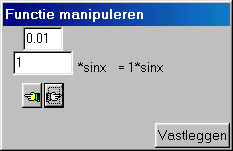 Functie manipuleren
0.01
1 *sinx = 1*sinx
Vastleggen